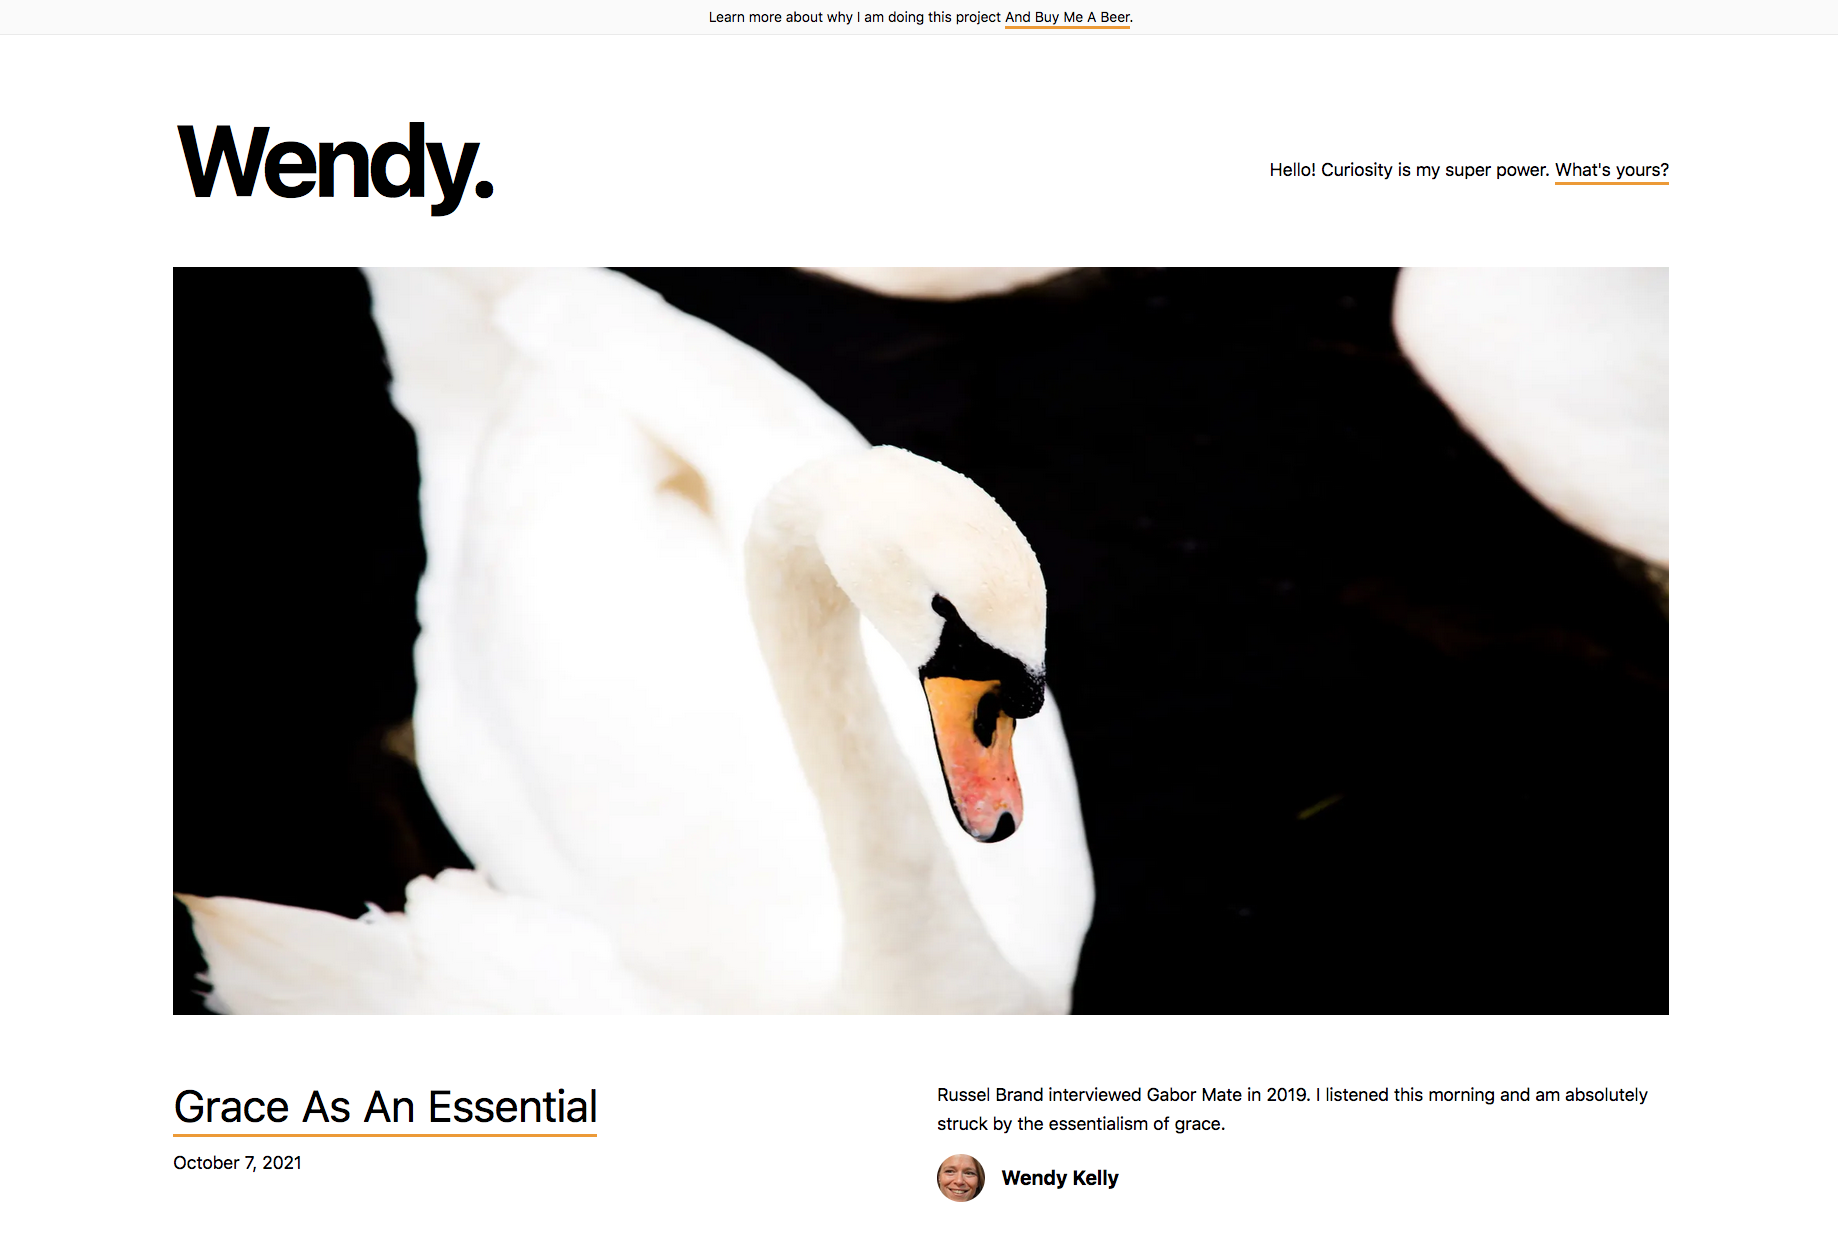 Learn more about why I am doing this project And Buy Me A Beer.
Wendy.
Hello! Curiosity is my super power. What's yours?
Grace As An Essential
October 7, 2021
Russel Brand interviewed Gabor Mate in 2019. I listened this morning and am absolutely
struck by the essentialism of grace.
Wendy Kelly